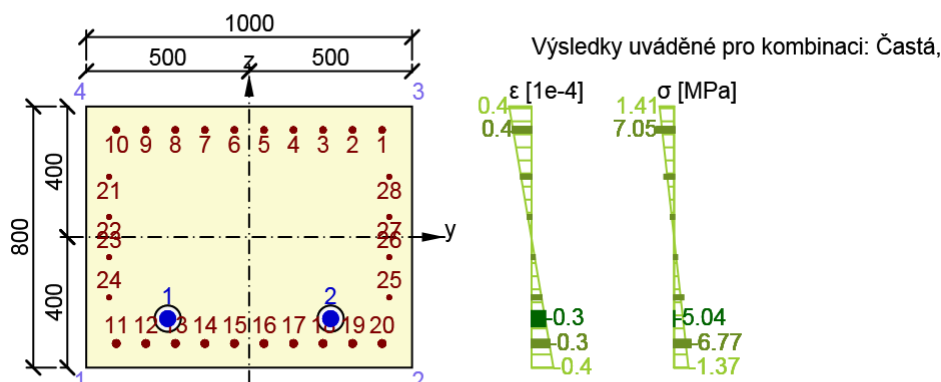 1000
500 500
z
4 3
10 9 8 7 6 5 4 3 2 1
21 28
22 27
23 26
24 25
y
800
400
400
1 2
11 12 13 14 15 16 17 18 19 20
1 2
Výsledky uváděné pro kombinaci: Častá,
ε [1e-4] σ [MPa]
0.4 1.41
0.4 7.05
-0.3 -5.04
-0.3 -6.77
-0.4 -1.37